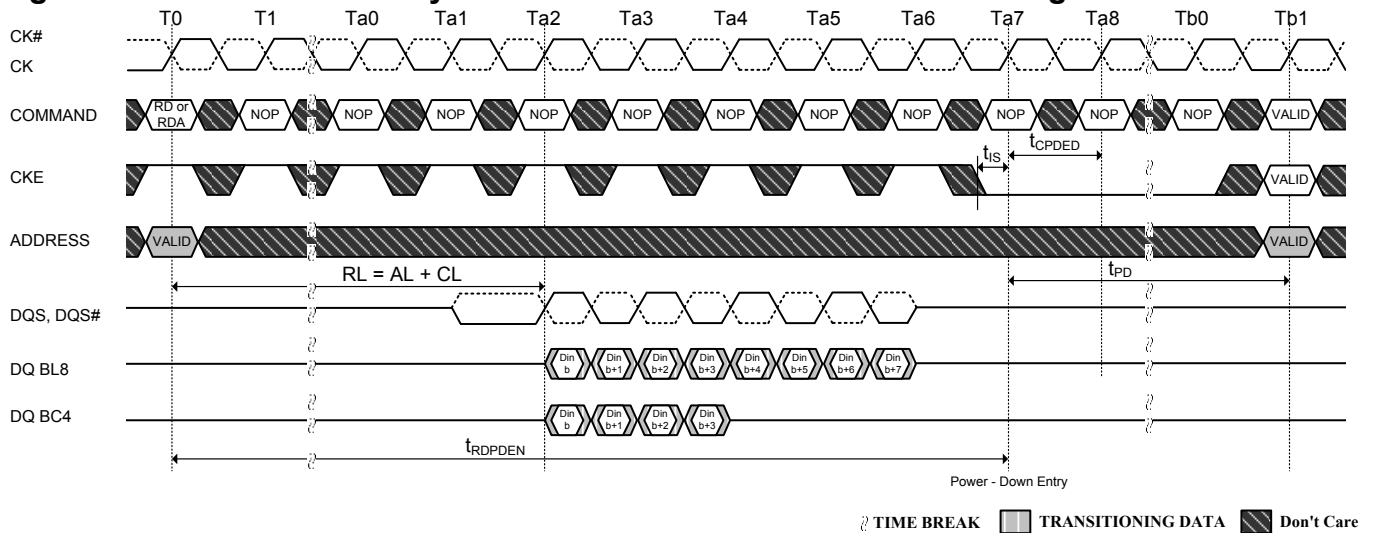 T0 T1 Ta0 Ta1 Ta2 Ta3 Ta4 Ta5 Ta6 Ta7 Ta8 Tb0 Tb1
CK#
CK
COMMAND RD or RDA NOP NOP NOP NOP NOP NOP NOP NOP NOP NOP NOP VALID
tIS tCPDED
CKE VALID
ADDRESS VALID VALID
RL = AL + CL tPD
DQS, DQS#
DQ BL8 Din b Din b+1 Din b+2 Din b+3 Din b+4 Din b+5 Din b+6 Din b+7
DQ BC4 Din b Din b+1 Din b+2 Din b+3
tRDPDEN
Power - Down Entry
TIME BREAK TRANSITIONING DATA Don't Care